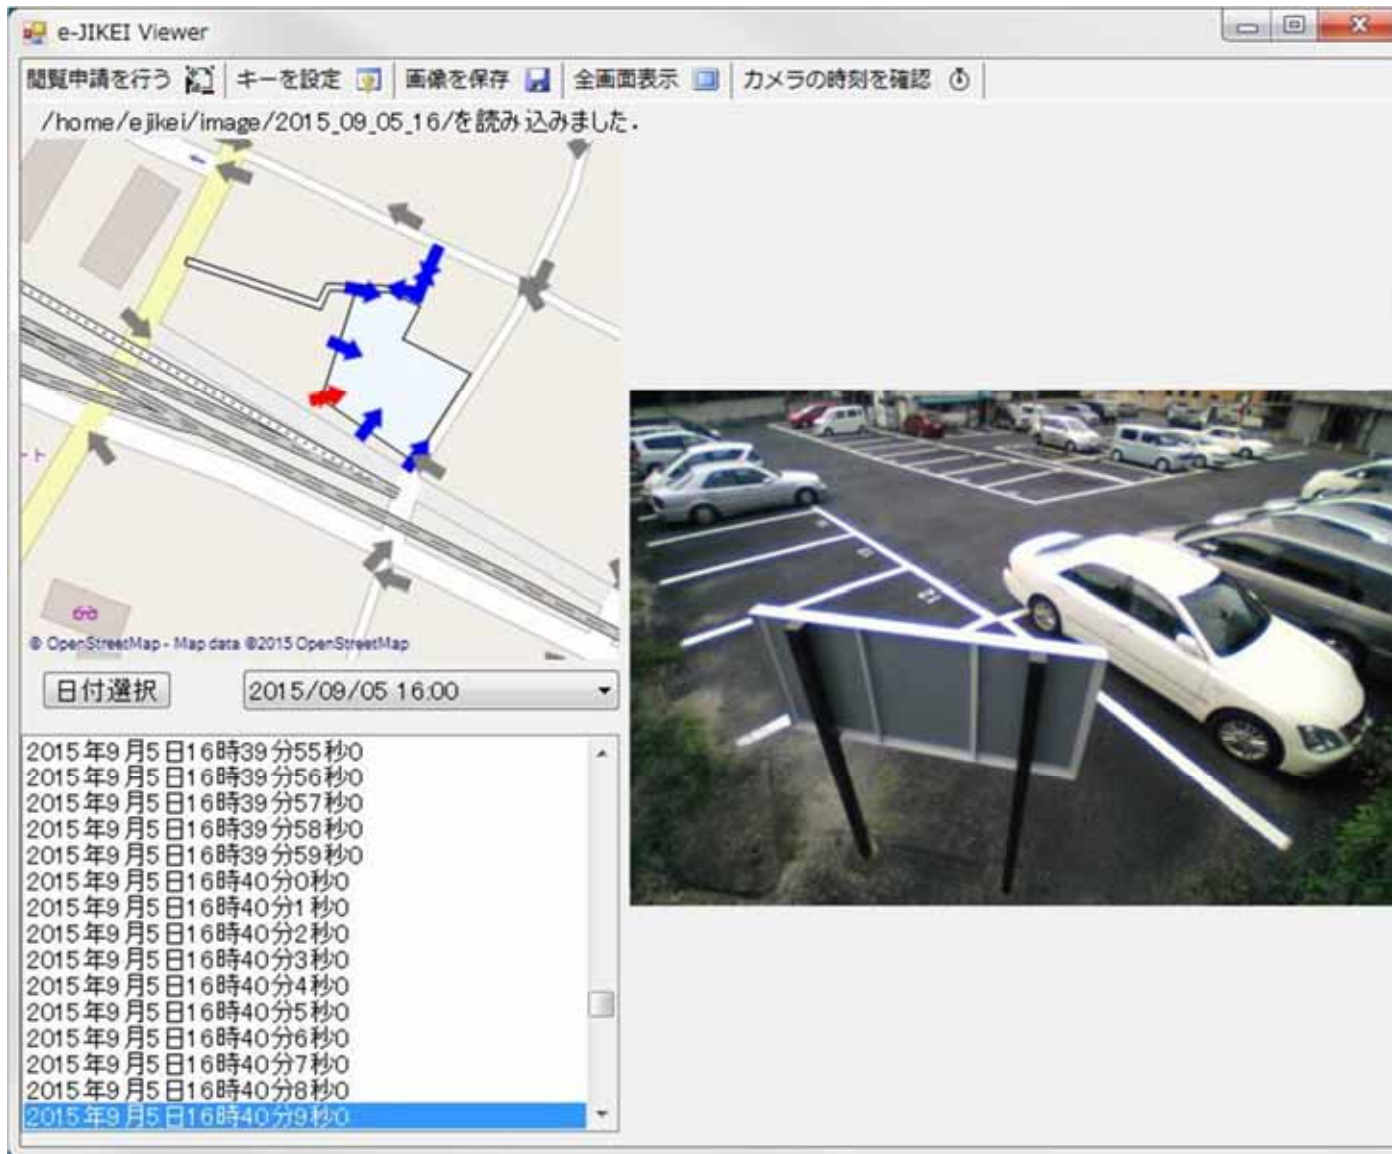 e-JIKEI Viewer
閲覧申請を行う キーを設定 画像を保存 全画面表示 カメラの時刻を確認
/home/ejikei/image/2015_09_05_16/を読み込みました.
ート
© OpenStreetMap - Map data ©2015 OpenStreetMap
日付選択 2015/09/05 16:00
2015年9月5日16時39分55秒0
2015年9月5日16時39分56秒0
2015年9月5日16時39分57秒0
2015年9月5日16時39分58秒0
2015年9月5日16時39分59秒0
2015年9月5日16時40分0秒0
2015年9月5日16時40分1秒0
2015年9月5日16時40分2秒0
2015年9月5日16時40分3秒0
2015年9月5日16時40分4秒0
2015年9月5日16時40分5秒0
2015年9月5日16時40分6秒0
2015年9月5日16時40分7秒0
2015年9月5日16時40分8秒0
2015年9月5日16時40分9秒0